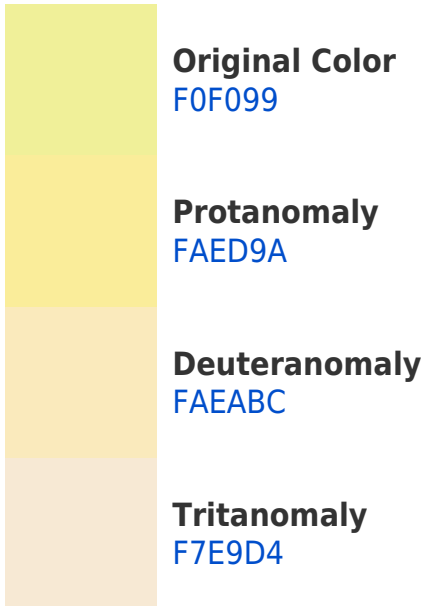 Original Color
F0F099
Protanomaly
FAED9A
Deuteranomaly
FAEABC
Tritanomaly
F7E9D4